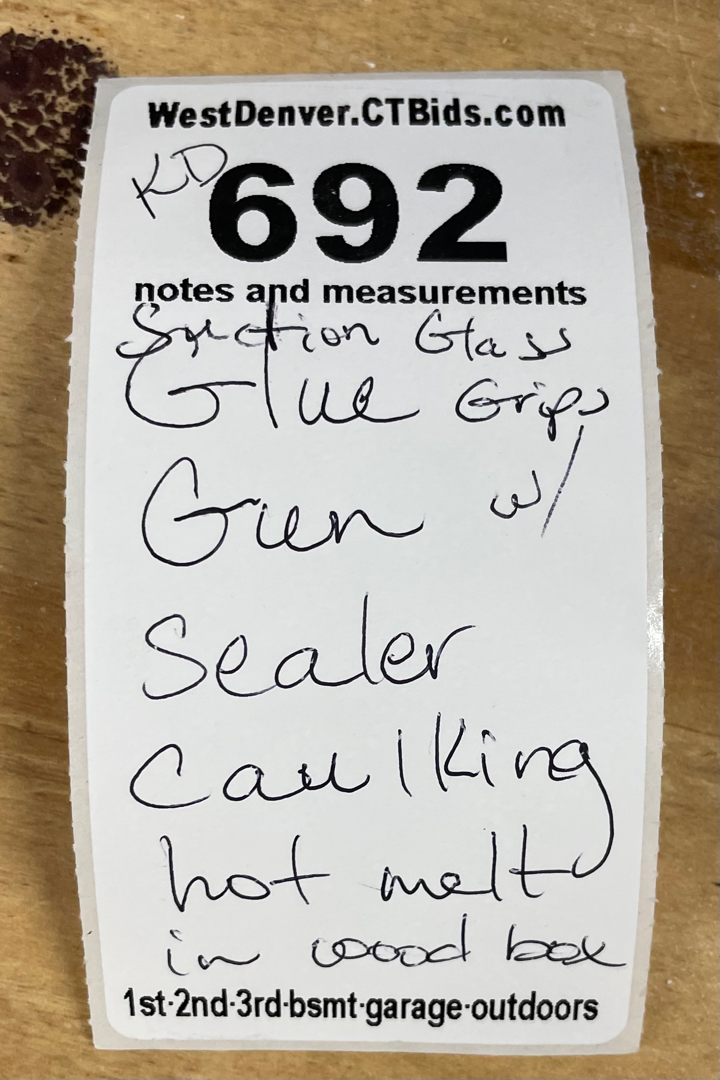 WestDenver.CTBids.com
KD 692
notes and measurements
Suction Glass
Glue Grips
Gun w/
Sealer
Caulking
hot melt
in wood box
1st·2nd·3rd·bsmt·garage·outdoors